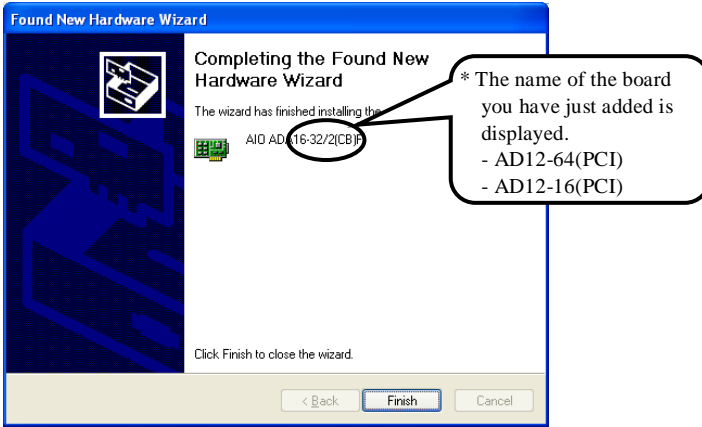 Found New Hardware Wizard
Completing the Found New
Hardware Wizard
The wizard has finished installing the
AIO ADA16-32/2(CB)F
* The name of the board
you have just added is
displayed.
- AD12-64(PCI)
- AD12-16(PCI)
Click Finish to close the wizard.
< Back
Finish
Cancel